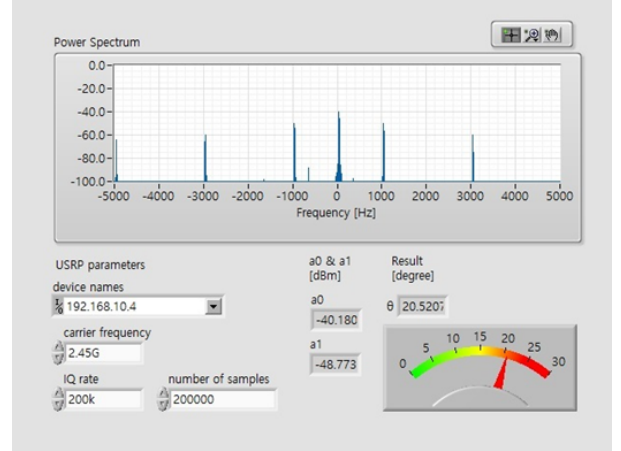 Power Spectrum
0.0
-20.0
-40.0
-60.0
-80.0
-100.0
-5000 -4000 -3000 -2000 -1000 0 1000 2000 3000 4000 5000
Frequency [Hz]
USRP parameters
device names
192.168.10.4
carrier frequency
2.45G
IQ rate
200k
number of samples
200000
a0 & a1
[dBm]
a0
-40.180
a1
-48.773
Result
[degree]
θ 20.5207
0 5 10 15 20 25 30